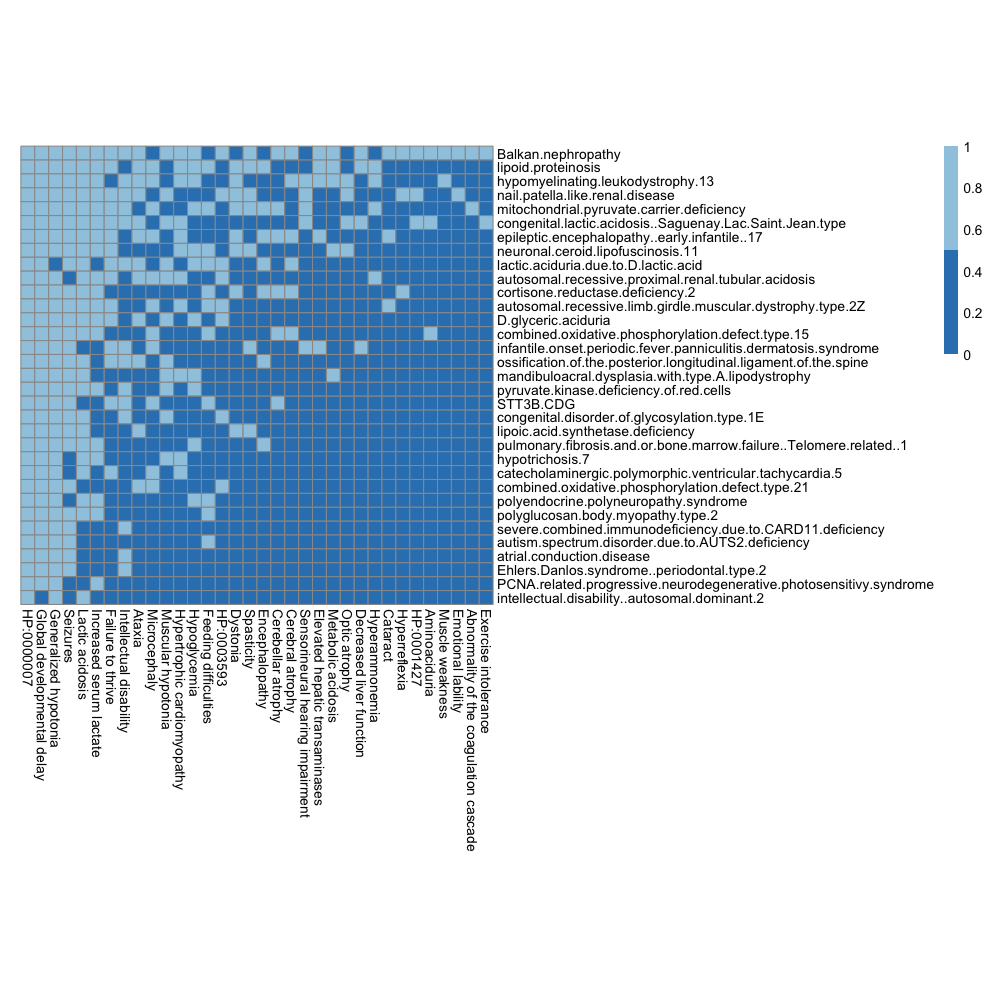 Balkan.nephropathy
lipoid.proteinosis
hypomyelinating.leukodystrophy.13
nail.patella.like.renal.disease
mitochondrial.pyruvate.carrier.deficiency
congenital.lactic.acidosis..Saguenay.Lac.Saint.Jean.type
epileptic.encephalopathy..early.infantile..17
neuronal.ceroid.lipofuscinosis.11
lactic.aciduria.due.to.D.lactic.acid
autosomal.recessive.proximal.renal.tubular.acidosis
cortisone.reductase.deficiency.2
autosomal.recessive.limb.girdle.muscular.dystrophy.type.2Z
D.glyceric.aciduria
combined.oxidative.phosphorylation.defect.type.15
infantile.onset.periodic.fever.panniculitis.dermatosis.syndrome
ossification.of.the.posterior.longitudinal.ligament.of.the.spine
mandibuloacral.dysplasia.with.type.A.lipodystrophy
pyruvate.kinase.deficiency.of.red.cells
STT3B.CDG
congenital.disorder.of.glycosylation.type.1E
lipoic.acid.synthetase.deficiency
pulmonary.fibrosis.and.or.bone.marrow.failure..Telomere.related..1
hypotrichosis.7
catecholaminergic.polymorphic.ventricular.tachycardia.5
combined.oxidative.phosphorylation.defect.type.21
polyendocrine.polyneuropathy.syndrome
polyglucosan.body.myopathy.type.2
severe.combined.immunodeficiency.due.to.CARD11.deficiency
autism.spectrum.disorder.due.to.AUTS2.deficiency
atrial.conduction.disease
Ehlers.Danlos.syndrome..periodontal.type.2
PCNA.related.progressive.neurodegenerative.photosensitivy.syndrome
intellectual.disability..autosomal.dominant.2
1
0.8
0.6
0.4
0.2
0
HP:0000007
Global developmental delay
Generalized hypotonia
Seizures
Lactic acidosis
Increased serum lactate
Failure to thrive
Intellectual disability
Ataxia
Microcephaly
Muscular hypotonia
Hypertrophic cardiomyopathy
Hypoglycemia
Feeding difficulties
HP:0003593
Dystonia
Spasticity
Encephalopathy
Cerebellar atrophy
Cerebral atrophy
Sensorineural hearing impairment
Elevated hepatic transaminases
Metabolic acidosis
Optic atrophy
Decreased liver function
Hyperammonemia
Cataract
Hyperreflexia
HP:0001427
Aminoaciduria
Muscle weakness
Emotional lability
Abnormality of the coagulation cascade
Exercise intolerance